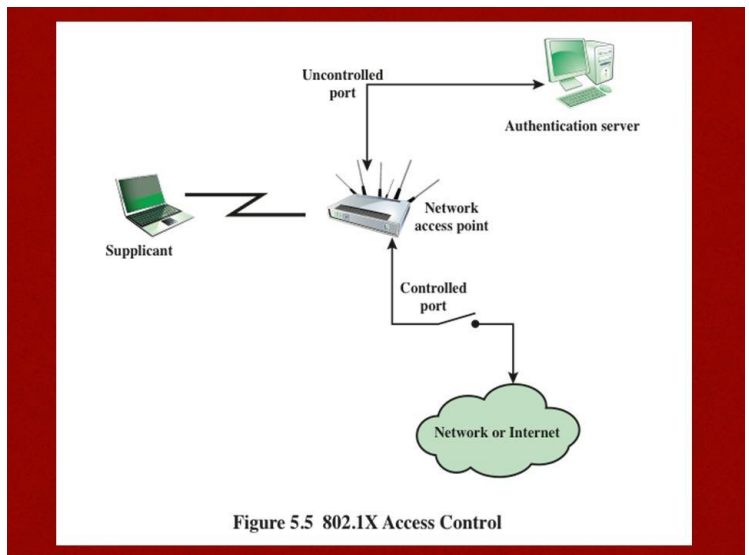 Uncontrolled
port
Authentication server
Network
access point
Supplicant
Controlled
port
Network or Internet
Figure 5.5 802.1X Access Control